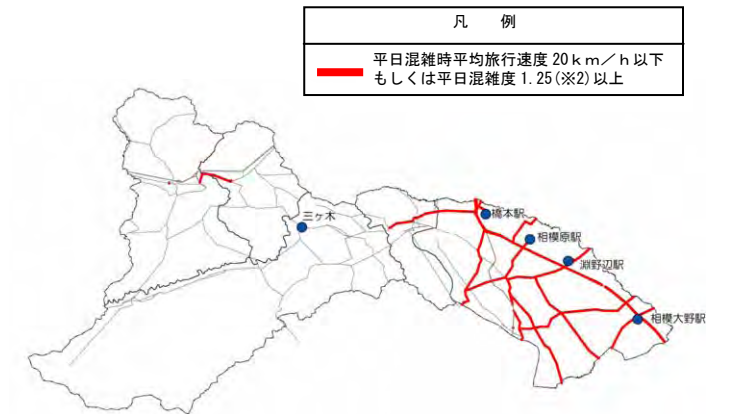 凡　例
平日混雑時平均旅行速度 20ｋｍ／ｈ以下
もしくは平日混雑度 1.25(※2)以上
三ヶ木
橋本駅
相模原駅
淵野辺駅
相模大野駅